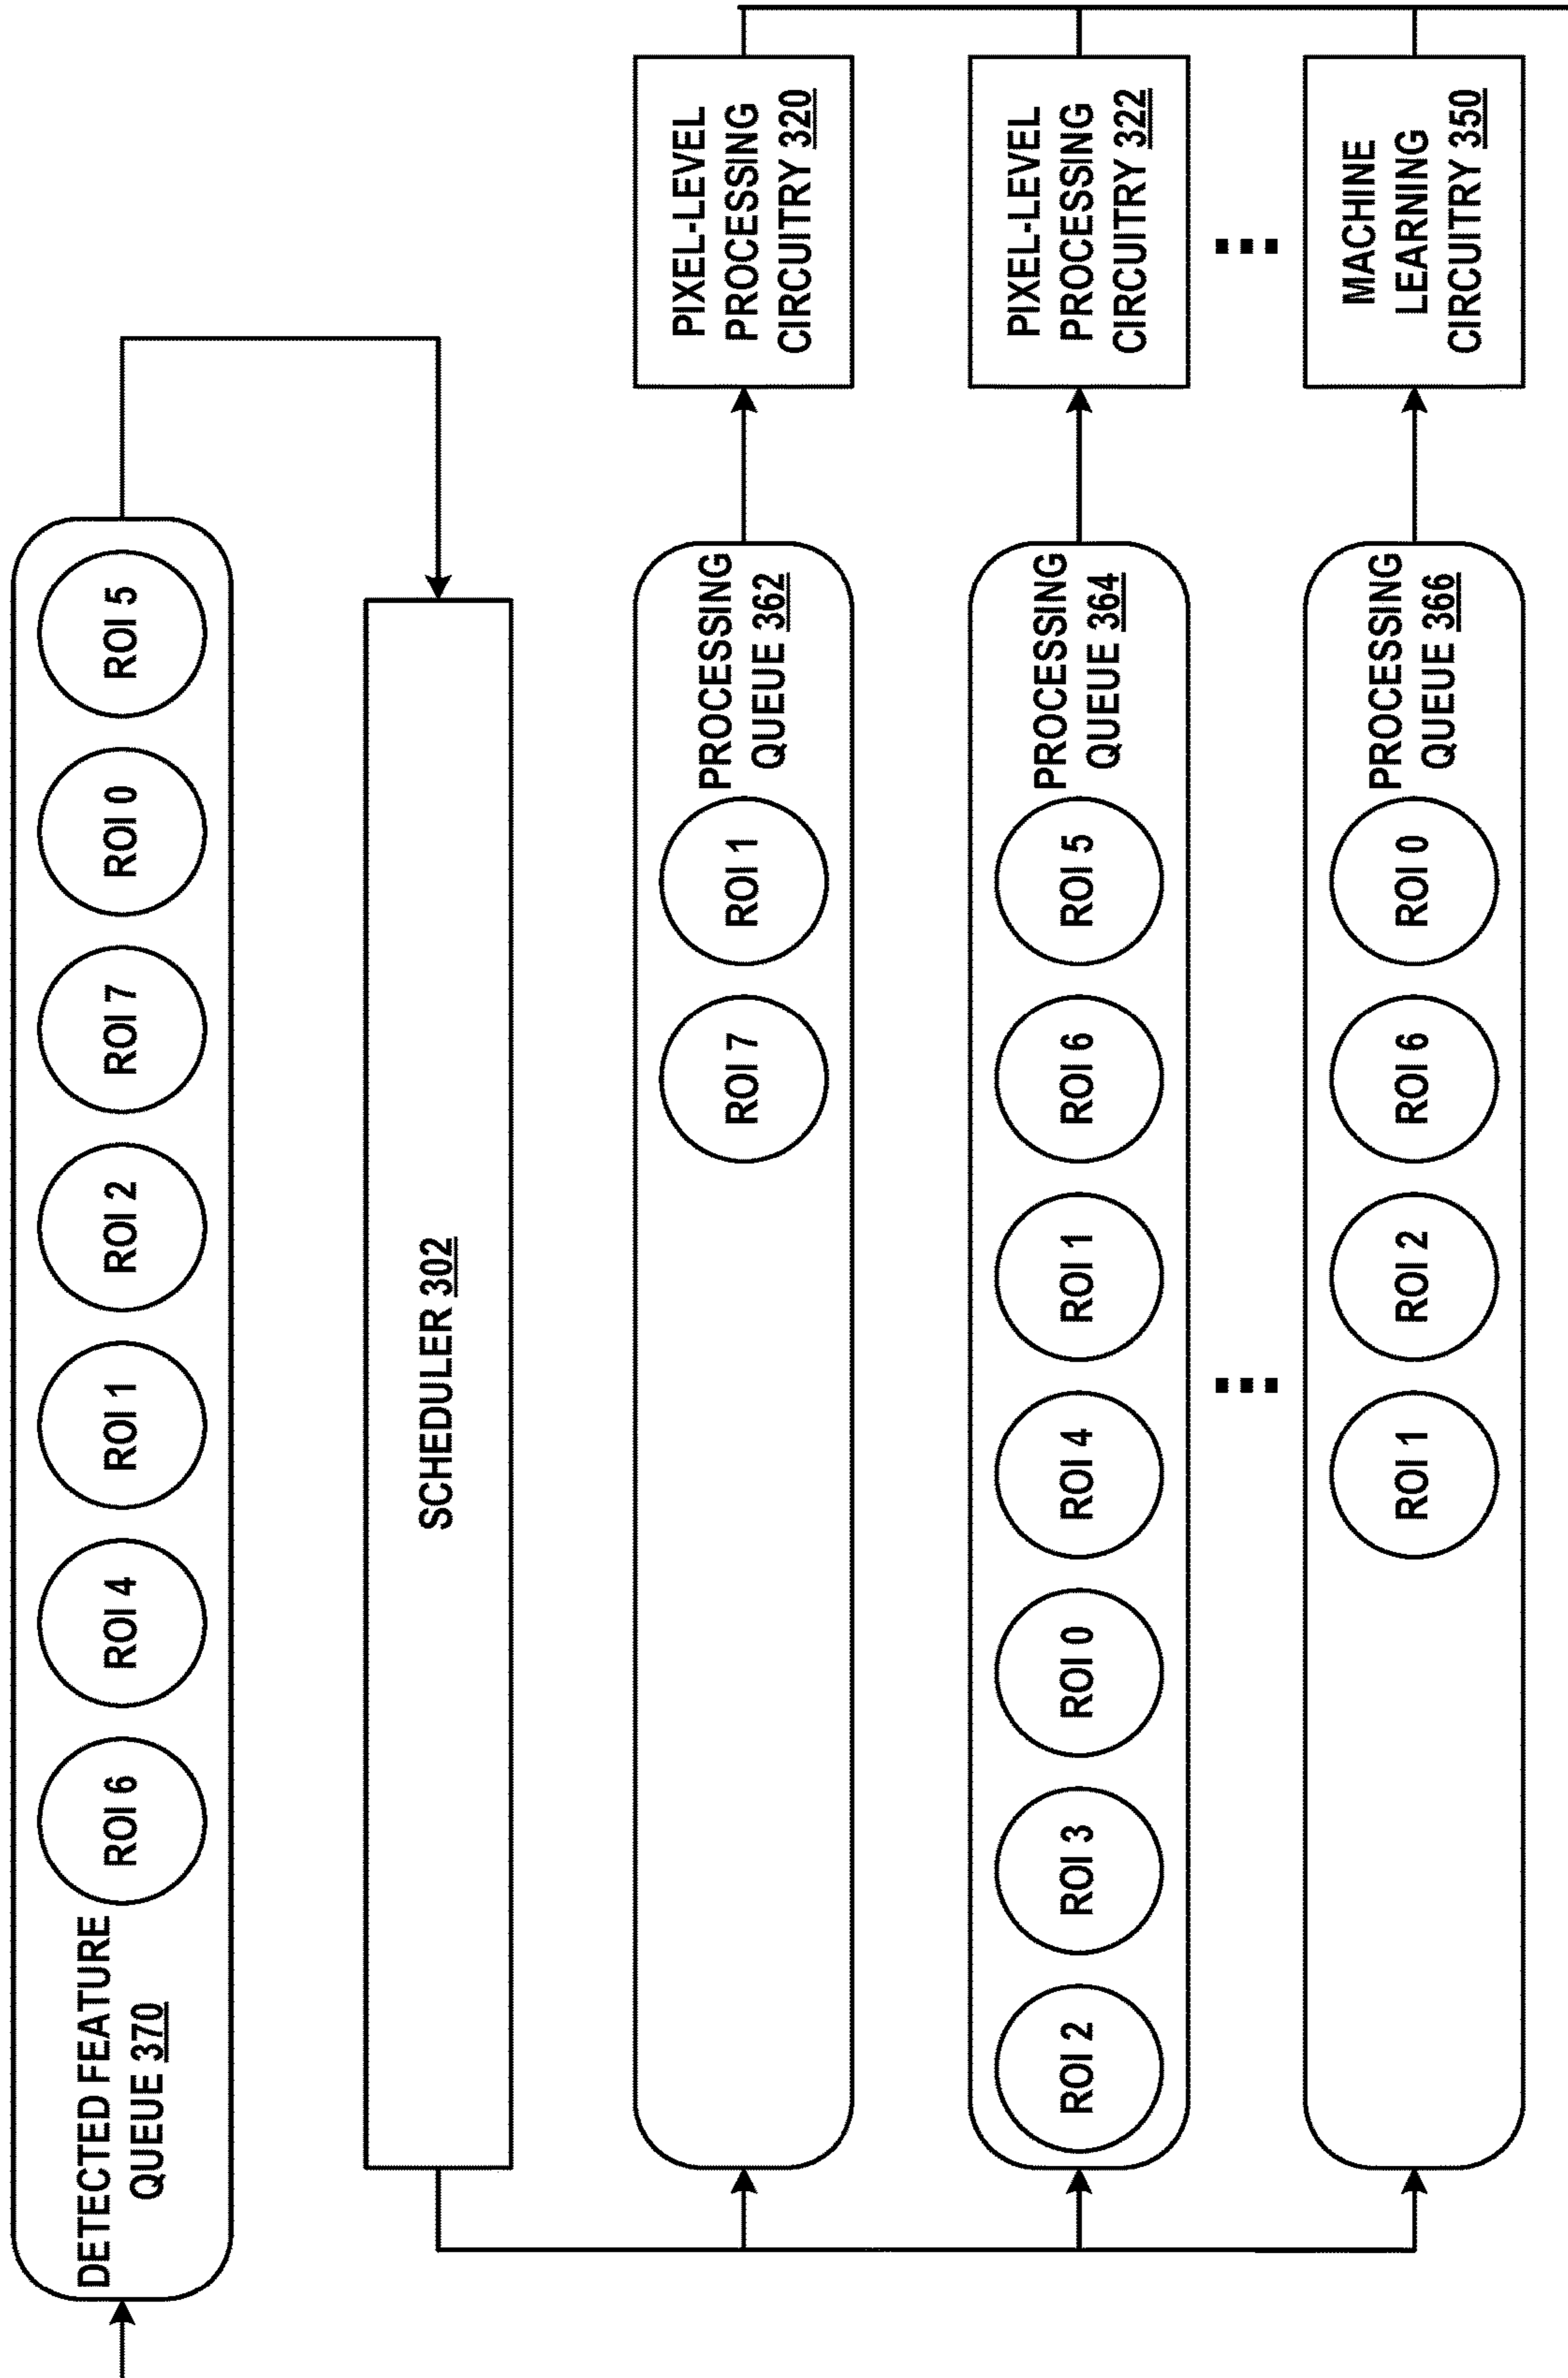 DETECTED FEATURE
QUEUE 370
ROI 6
ROI 4
ROI 1
ROI 2
ROI 7
ROI 0
ROI 5
SCHEDULER 302
ROI 7
ROI 1
PROCESSING
QUEUE 362
PIXEL-LEVEL
PROCESSING
CIRCUITRY 320
ROI 2
ROI 3
ROI 0
ROI 4
ROI 1
ROI 6
ROI 5
PROCESSING
QUEUE 364
PIXEL-LEVEL
PROCESSING
CIRCUITRY 322
ROI 1
ROI 2
ROI 6
ROI 0
PROCESSING
QUEUE 366
MACHINE
LEARNING
CIRCUITRY 350